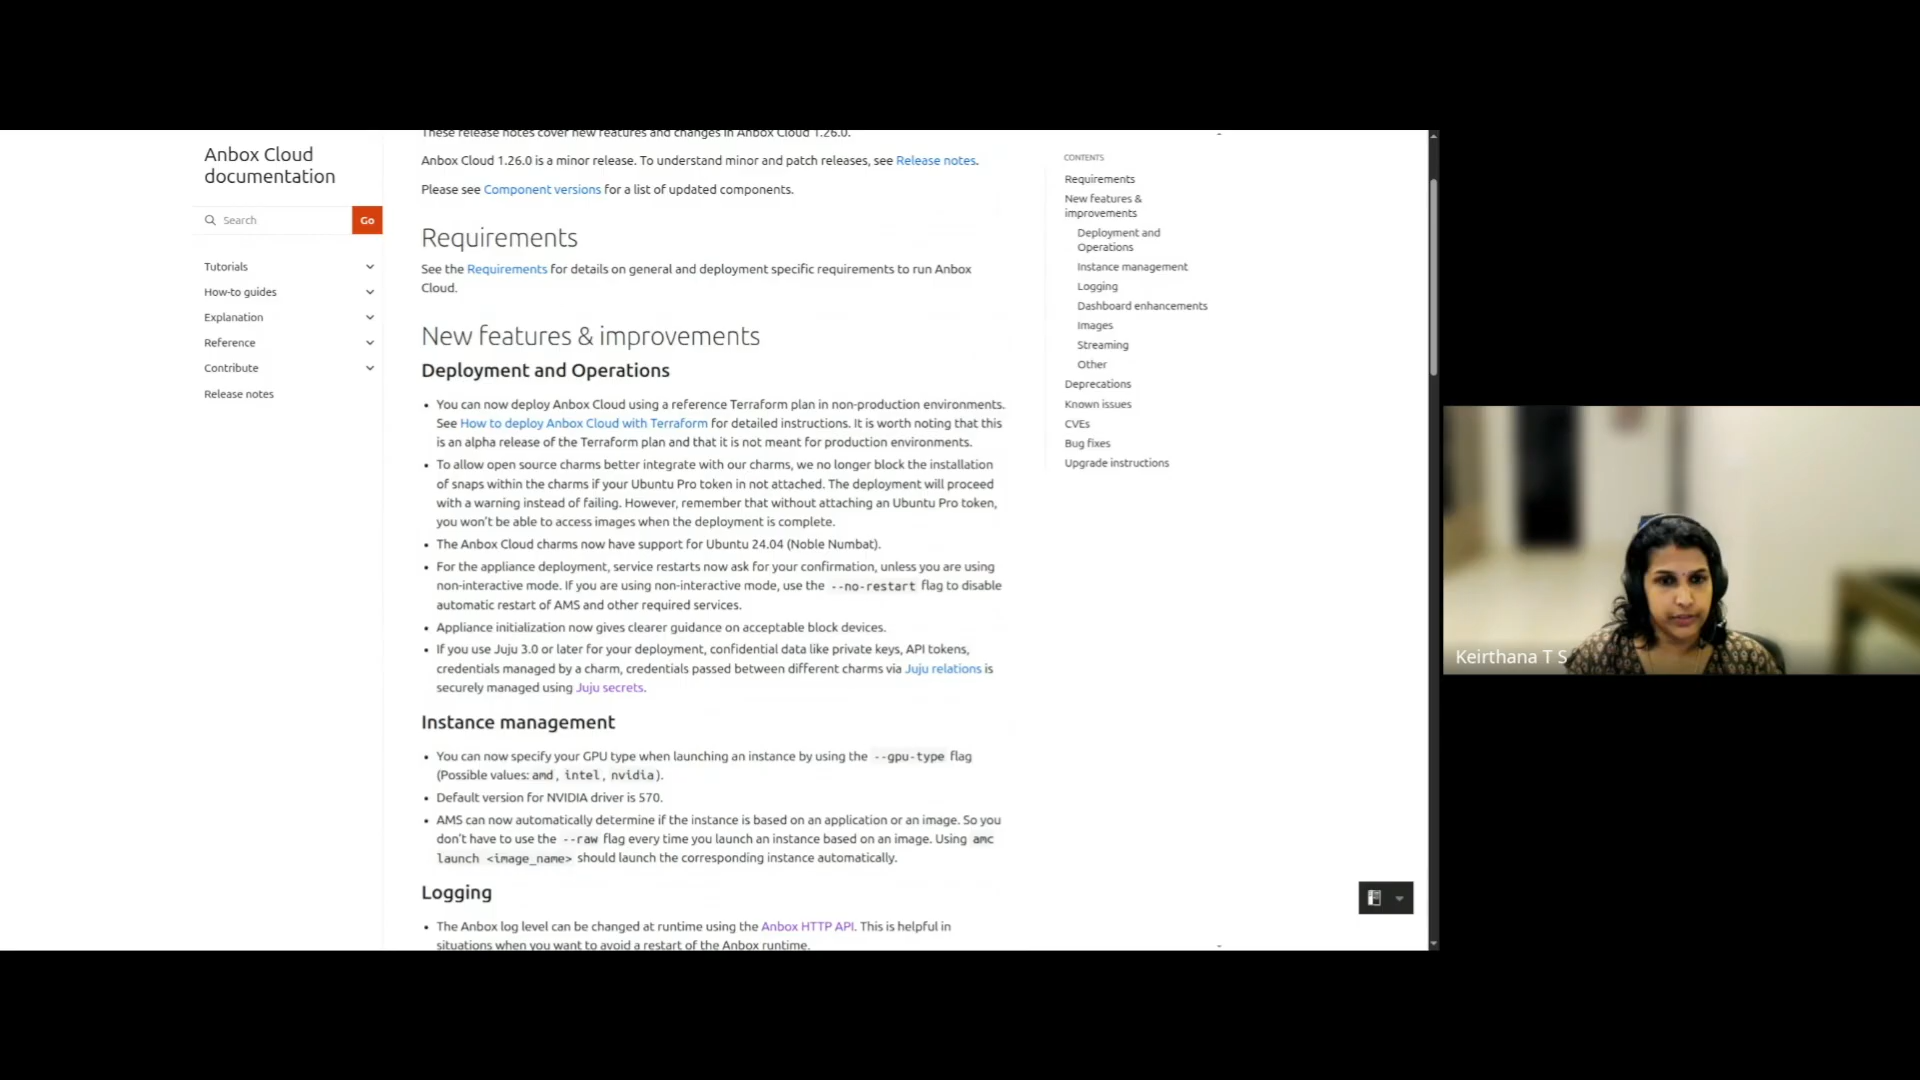 These release notes cover new features and changes in Anbox Cloud 1.26.0.
Anbox Cloud
documentation
Search
Go
Tutorials
How-to guides
Explanation
Reference
Contribute
Release notes
Anbox Cloud 1.26.0 is a minor release. To understand minor and patch releases, see Release notes.
Please see Component versions for a list of updated components.
Requirements
See the Requirements for details on general and deployment specific requirements to run Anbox
Cloud.
New features & improvements
Deployment and Operations
• You can now deploy Anbox Cloud using a reference Terraform plan in non-production environments.
See How to deploy Anbox Cloud with Terraform for detailed instructions. It is worth noting that this
is an alpha release of the Terraform plan and that it is not meant for production environments.
• To allow open source charms better integrate with our charms, we no longer block the installation
of snaps within the charms if your Ubuntu Pro token in not attached. The deployment will proceed
with a warning instead of failing. However, remember that without attaching an Ubuntu Pro token,
you won't be able to access images when the deployment is complete.
• The Anbox Cloud charms now have support for Ubuntu 24.04 (Noble Numbat).
• For the appliance deployment, service restarts now ask for your confirmation, unless you are using
non-interactive mode. If you are using non-interactive mode, use the --no-restart flag to disable
automatic restart of AMS and other required services.
• Appliance initialization now gives clearer guidance on acceptable block devices.
• If you use Juju 3.0 or later for your deployment, confidential data like private keys, API tokens,
credentials managed by a charm, credentials passed between different charms via Juju relations is
securely managed using Juju secrets.
Instance management
• You can now specify your GPU type when launching an instance by using the --gpu-type flag
(Possible values: amd, intel, nvidia).
• Default version for NVIDIA driver is 570.
• AMS can now automatically determine if the instance is based on an application or an image. So you
don't have to use the --raw flag every time you launch an instance based on an image. Using amc
launch <image_name> should launch the corresponding instance automatically.
Logging
• The Anbox log level can be changed at runtime using the Anbox HTTP API. This is helpful in
situations when you want to avoid a restart of the Anbox runtime.
CONTENTS
Requirements
New features &
improvements
Deployment and
Operations
Instance management
Logging
Dashboard enhancements
Images
Streaming
Other
Deprecations
Known issues
CVEs
Bug fixes
Upgrade instructions
Keirthana T S